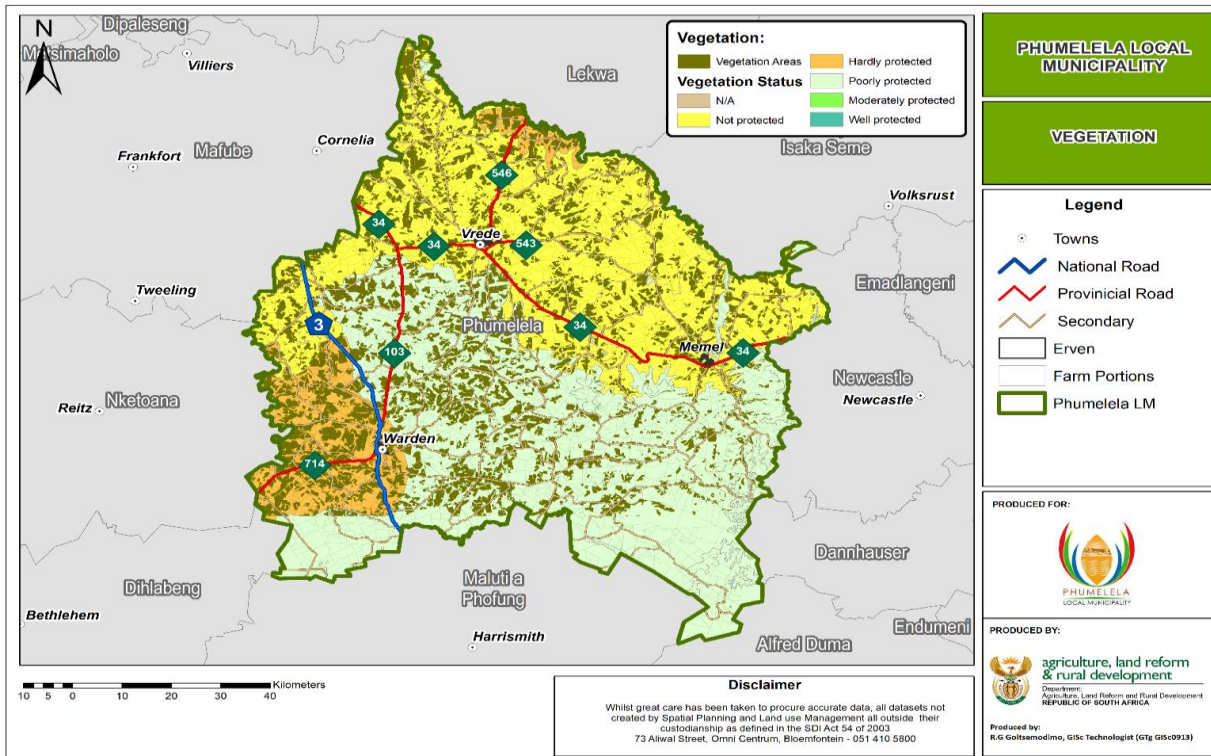 N
Dipaleseng
Metsimaholo
Villiers
Lekwa
Cornelia
Frankfort
Mafube
Isaka Seme
Volksrust
546
34
34
Vrede
543
Emadlangeni
Tweeling
3
Phumelela
34
103
Memel
34
Newcastle
Newcastle
Reitz
Nketoana
Warden
714
Dannhauser
Dihlabeng
Maluti a
Phofung
Bethlehem
Harrismith
Alfred Duma
Endumeni
Vegetation:
Vegetation Areas
Vegetation Status
N/A
Not protected
Hardly protected
Poorly protected
Moderately protected
Well protected
PHUMELELA LOCAL
MUNICIPALITY
VEGETATION
Legend
Towns
National Road
Provinicial Road
Secondary
Erven
Farm Portions
Phumelela LM
PRODUCED FOR:
PHUMELELA
LOCAL MUNICIPALITY
PRODUCED BY:
agriculture, land reform
& rural development
Department:
Agriculture, Land Reform and Rural Development
REPUBLIC OF SOUTH AFRICA
Produced by:
R.G Goitsemodimo, GISc Technologist (GTg GISc0913)
10 5 0 10 20 30 40 Kilometers
Disclaimer
Whilst great care has been taken to procure accurate data, all datasets not
created by Spatial Planning and Land use Management all outside their
custodianship as defined in the SDI Act 54 of 2003
73 Aliwal Street, Omni Centrum, Bloemfontein - 051 410 5800